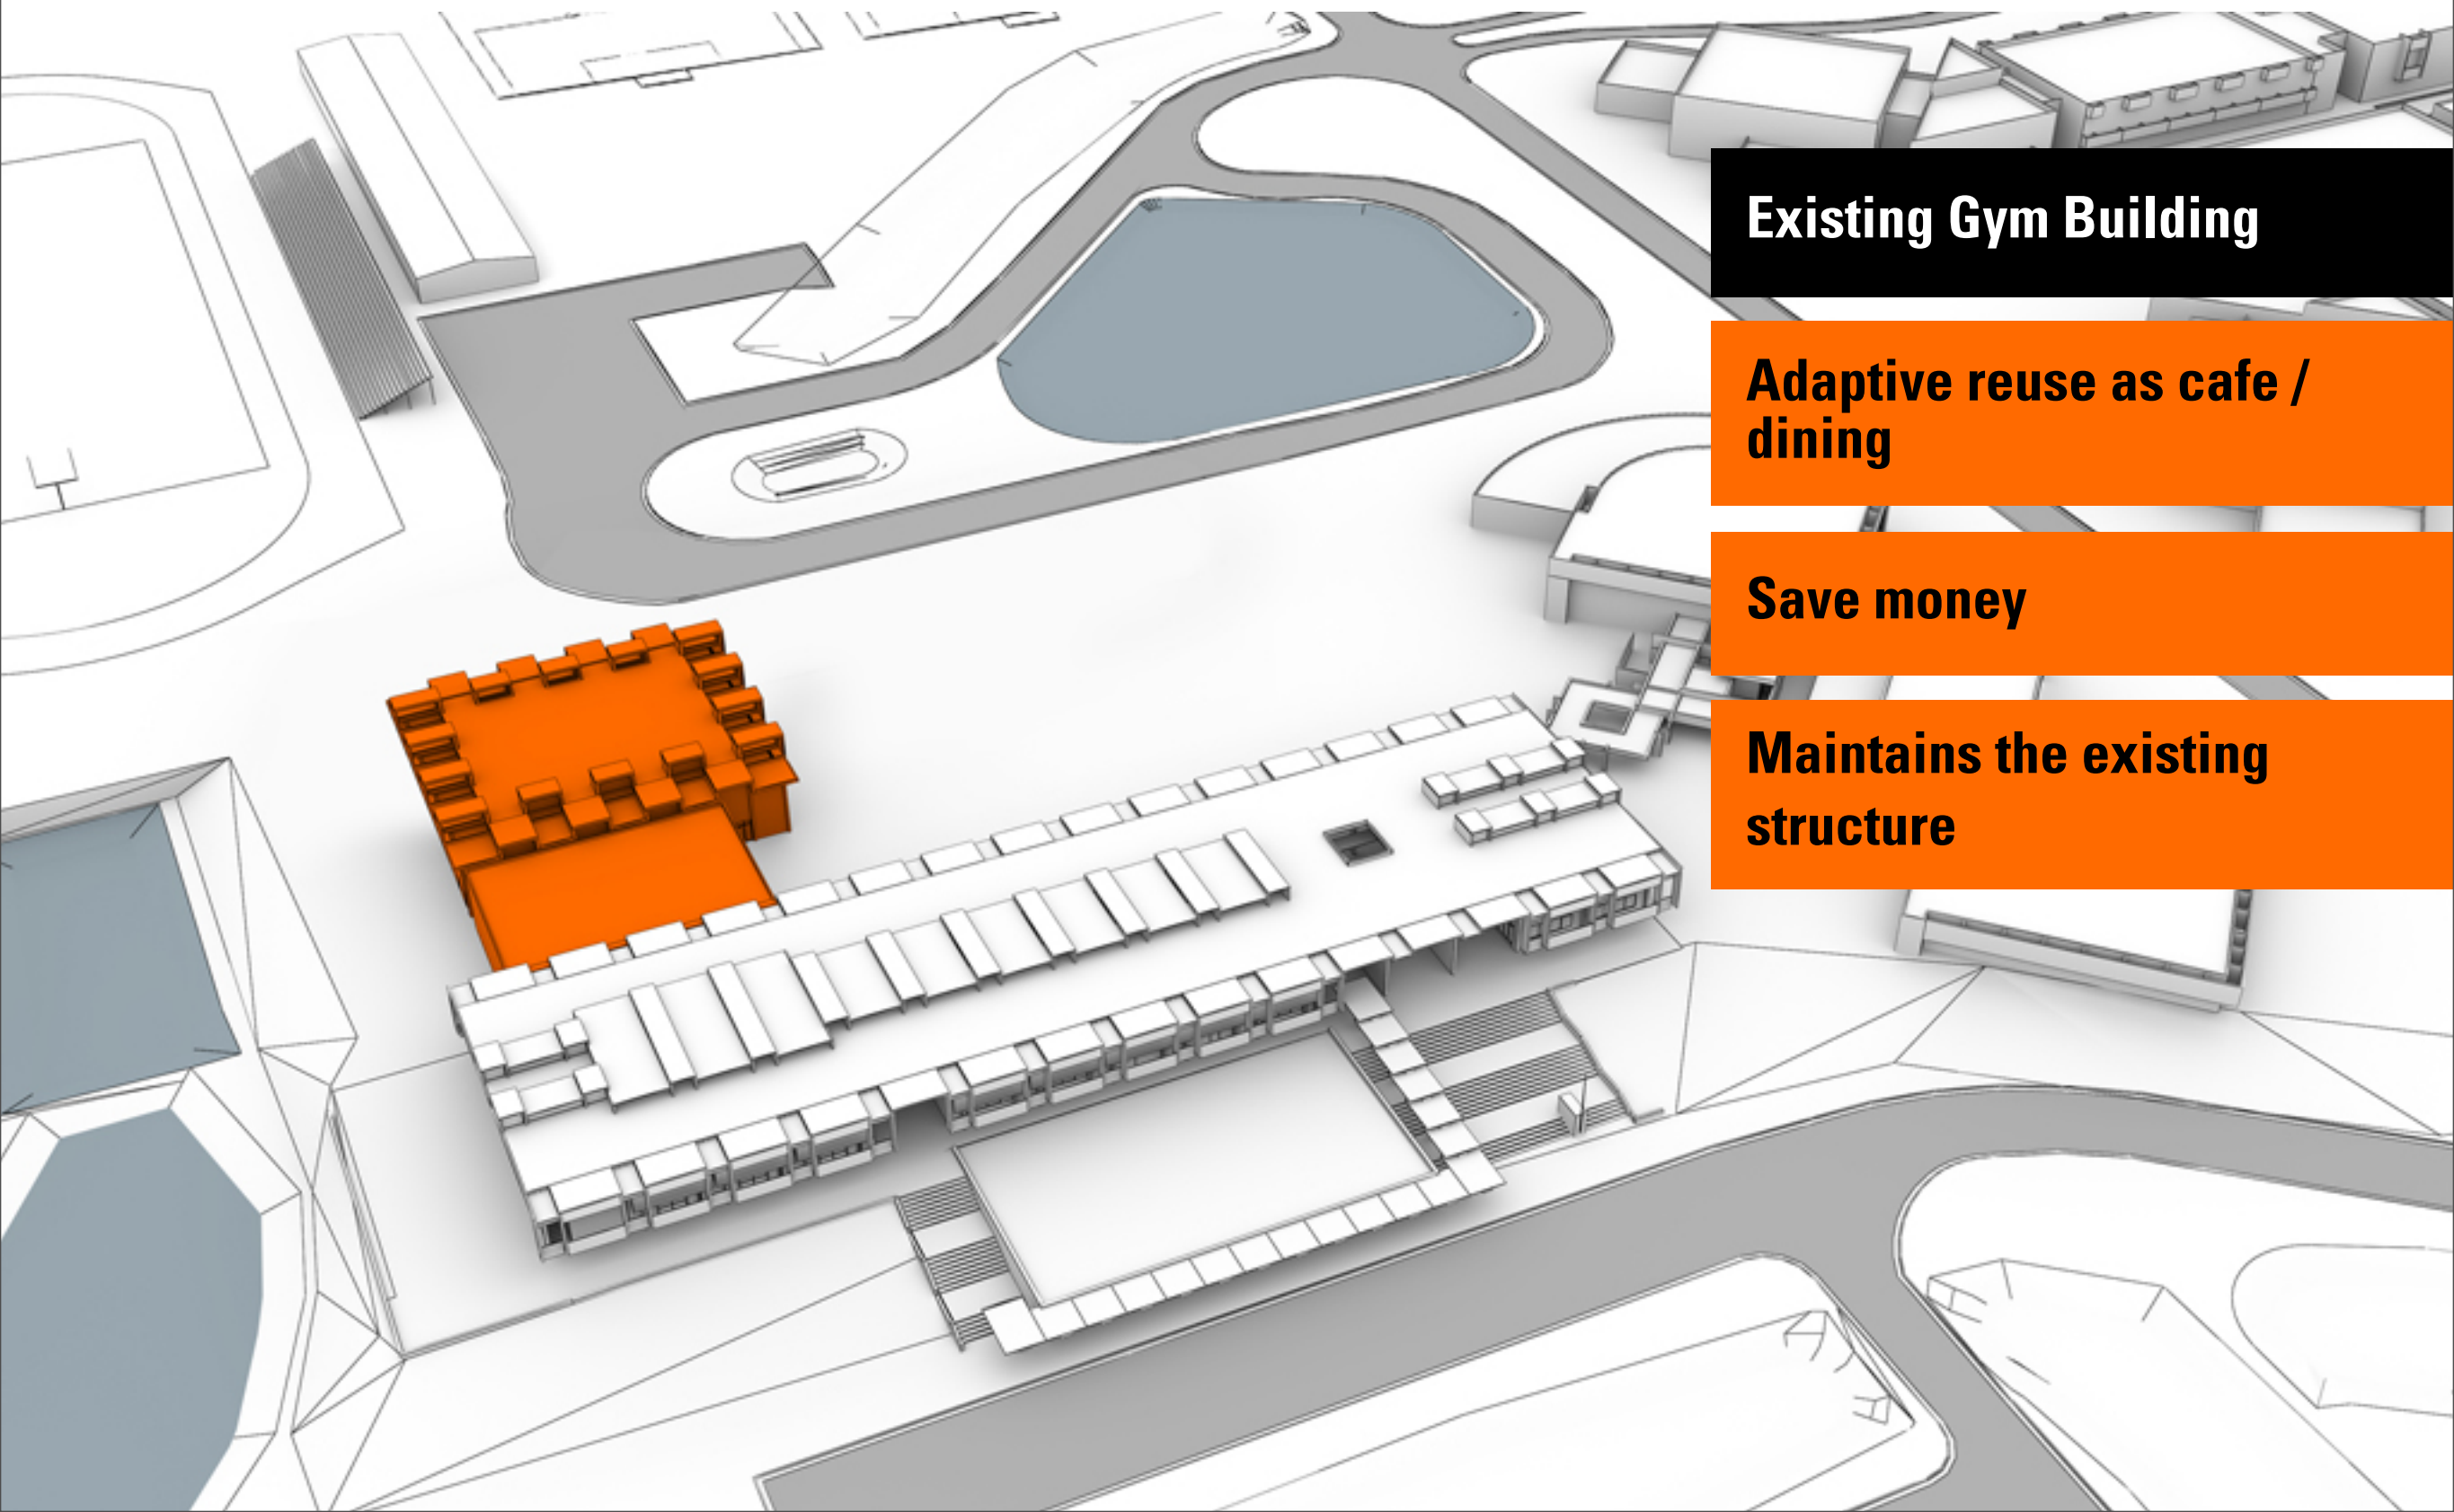 Existing Gym Building
Adaptive reuse as cafe /
dining
Save money
Maintains the existing
structure